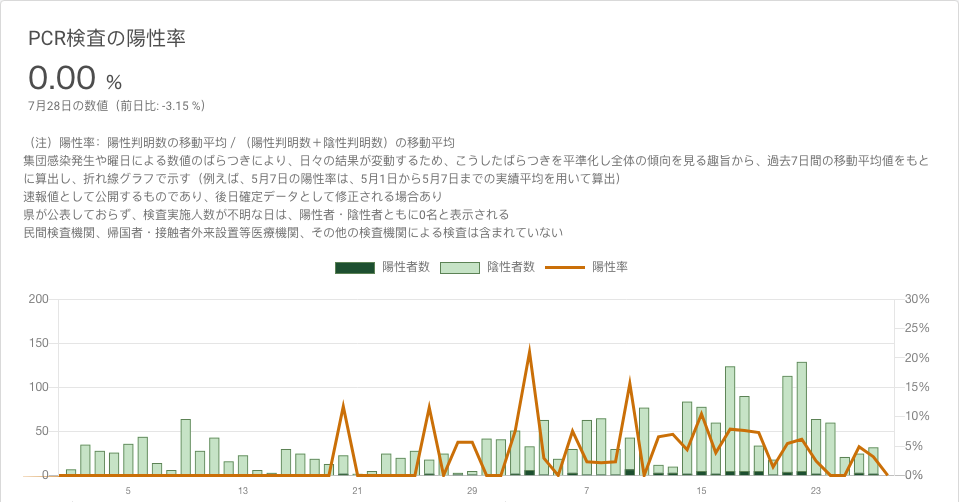 PCR検査の陽性率
0.00 %
7月28日の数値（前日比: -3.15 %）
（注）陽性率：陽性判明数の移動平均 / （陽性判明数＋陰性判明数）の移動平均
集団感染発生や曜日による数値のばらつきにより、日々の結果が変動するため、こうしたばらつきを平準化し全体の傾向を見る趣旨から、過去7日間の移動平均値をもと
に算出し、折れ線グラフで示す（例えば、5月7日の陽性率は、5月1日から5月7日までの実績平均を用いて算出）
速報値として公開するものであり、後日確定データとして修正される場合あり
県が公表しておらず、検査実施人数が不明な日は、陽性者・陰性者ともに0名と表示される
民間検査機関、帰国者・接触者外来設置等医療機関、その他の検査機関による検査は含まれていない
陽性者数 陰性者数 陽性率
200 30%
25%
150
20%
100 15%
10%
50
5%
0 0%
5 13 21 29 7 15 23